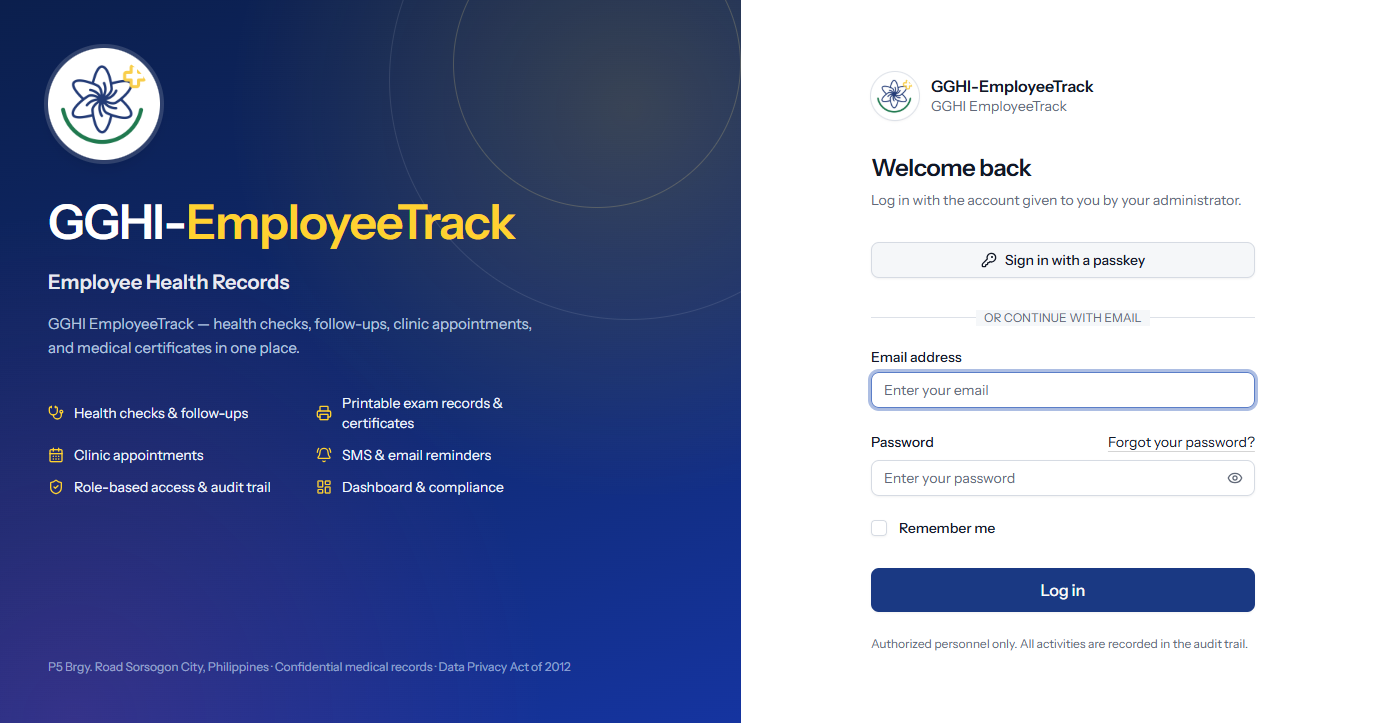 GGHI-EmployeeTrack
Employee Health Records
GGHI EmployeeTrack — health checks, follow-ups, clinic appointments,
and medical certificates in one place.
Health checks & follow-ups
Printable exam records &
certificates
Clinic appointments
SMS & email reminders
Role-based access & audit trail
Dashboard & compliance
P5 Brgy. Road Sorsogon City, Philippines · Confidential medical records · Data Privacy Act of 2012
GGHI-EmployeeTrack
GGHI EmployeeTrack
Welcome back
Log in with the account given to you by your administrator.
Sign in with a passkey
OR CONTINUE WITH EMAIL
Email address
Enter your email
Password
Forgot your password?
Enter your password
Remember me
Log in
Authorized personnel only. All activities are recorded in the audit trail.